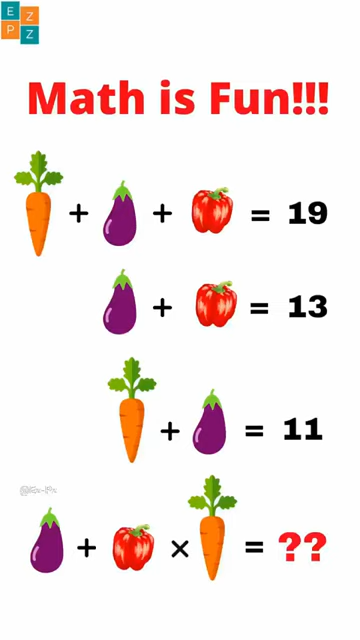 E Z
P Z
Math is Fun!!!
+ + = 19
+ = 13
+ = 11
+ × = ??